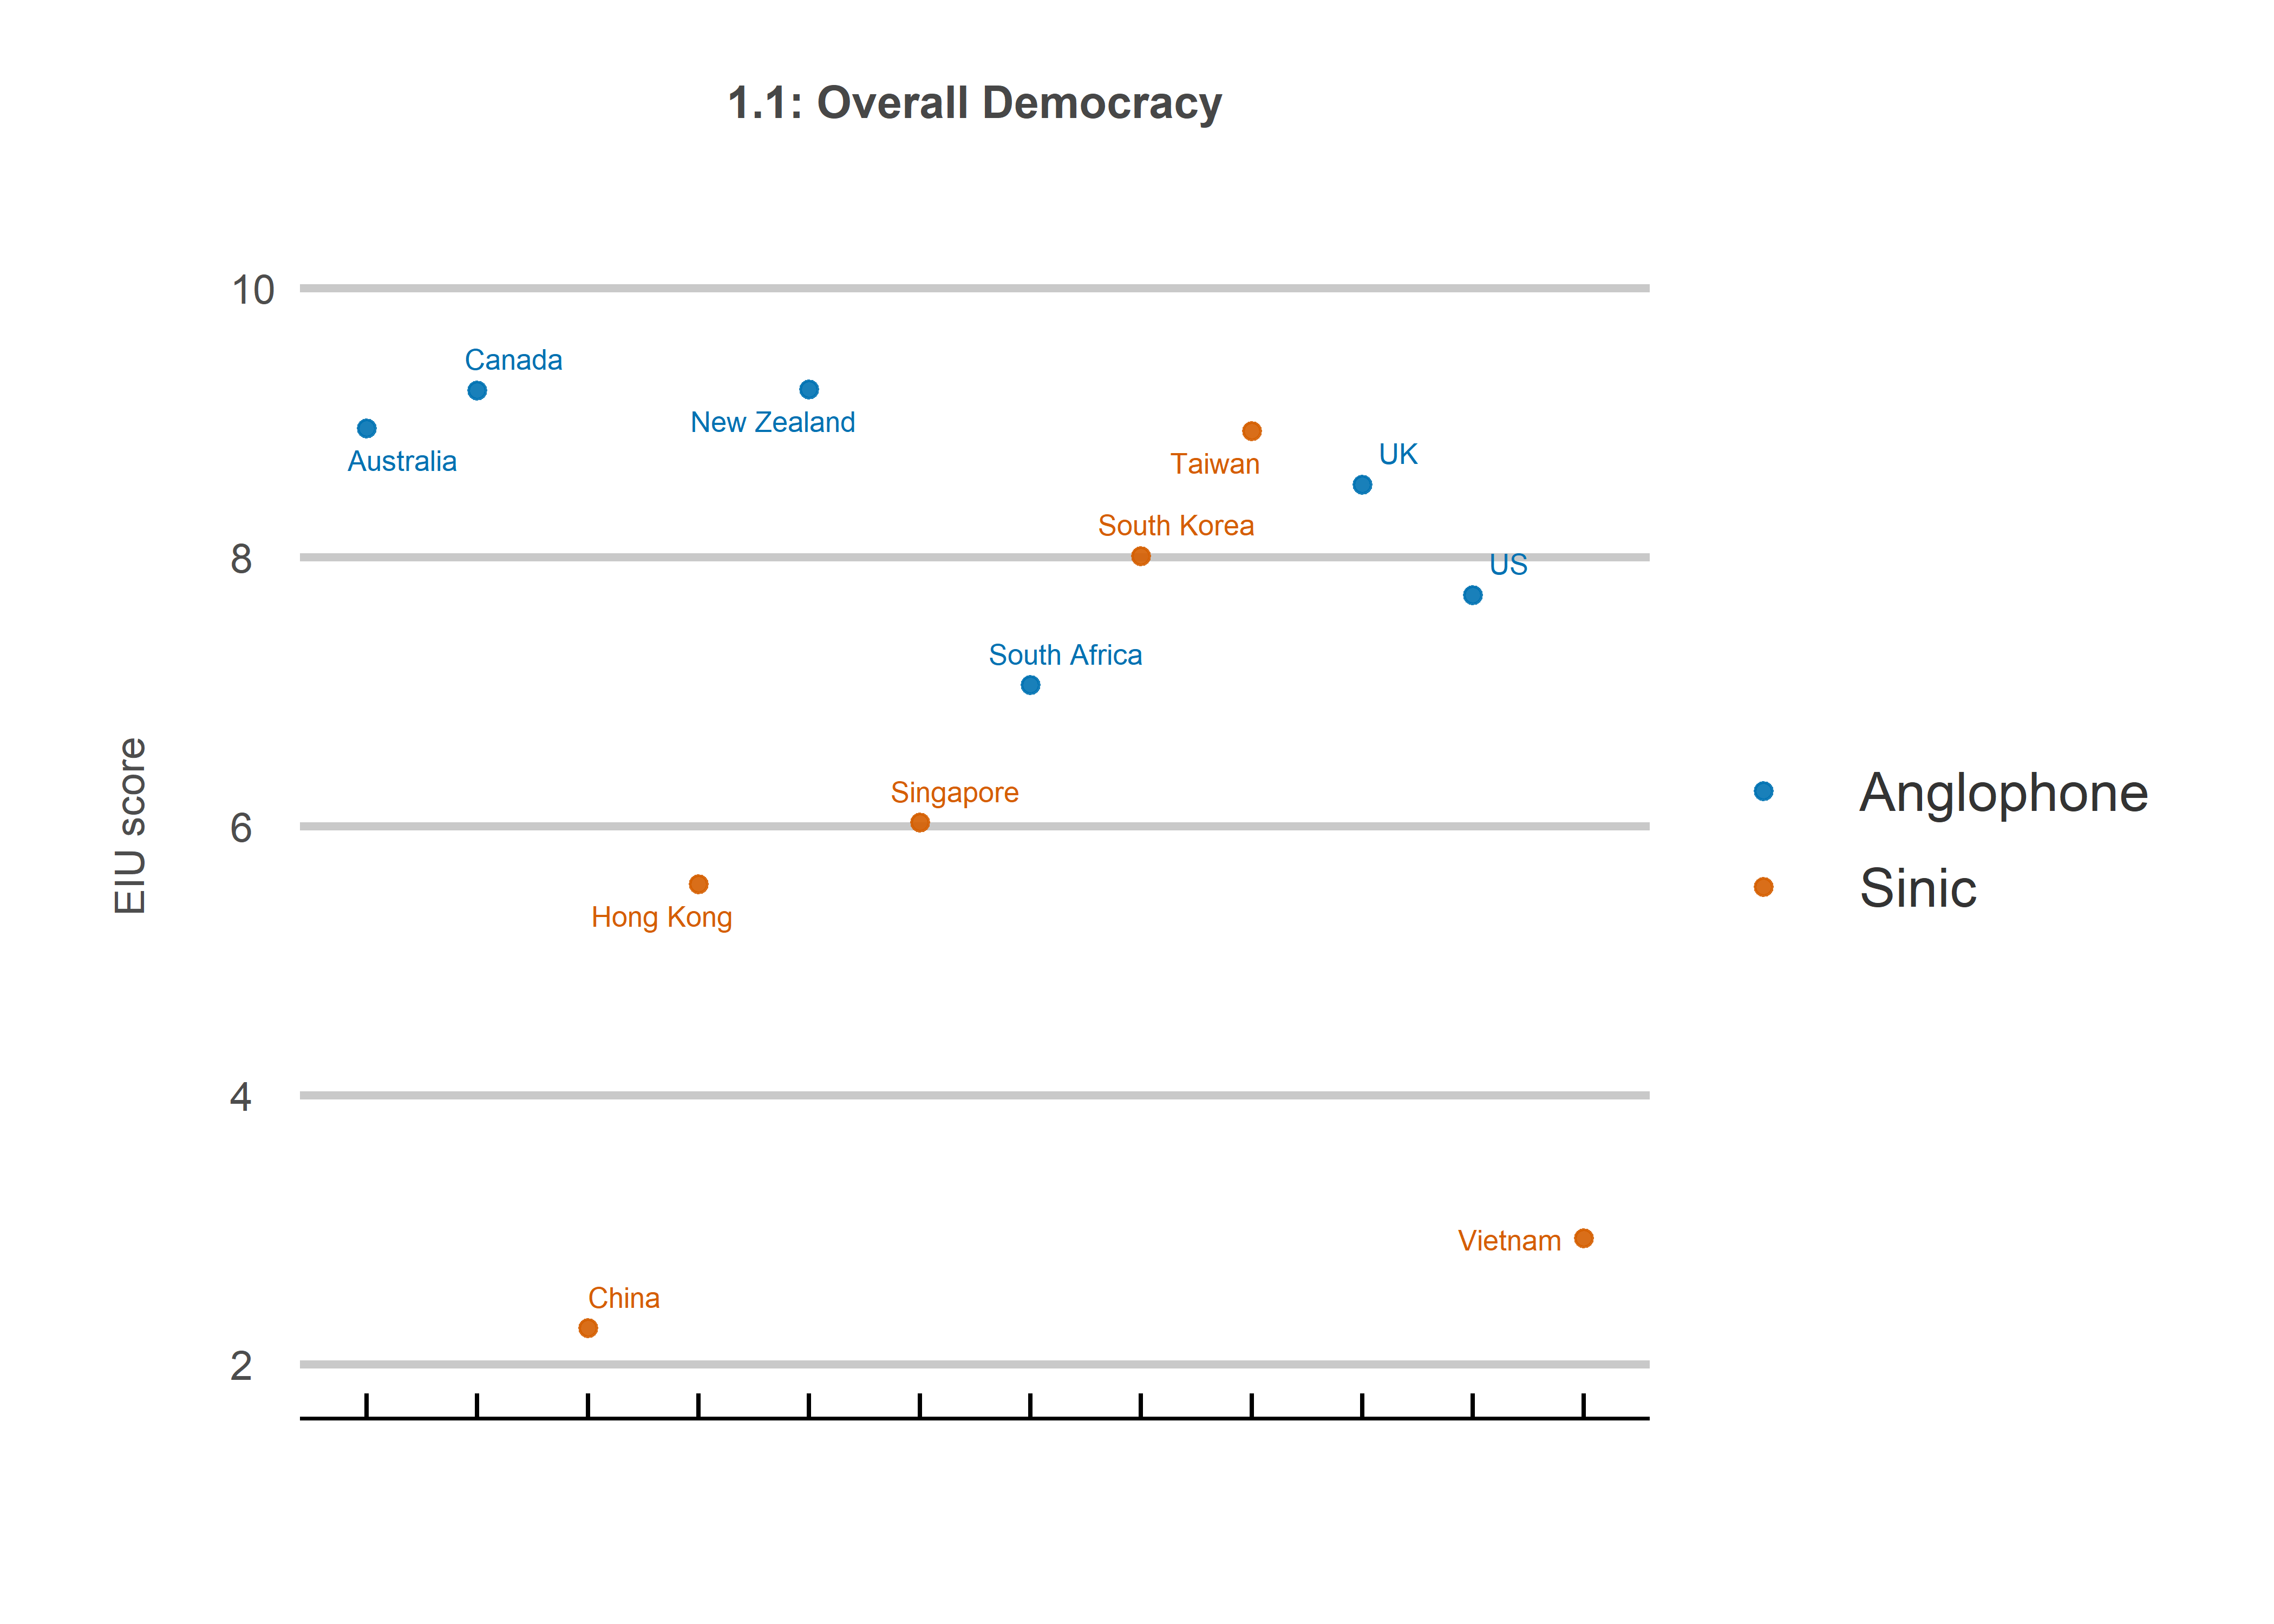 1.1: Overall Democracy
10
Canada
New Zealand
Australia
Taiwan
UK
South Korea
8
US
South Africa
EIU score
Singapore
6
Hong Kong
Anglophone
Sinic
4
Vietnam
China
2